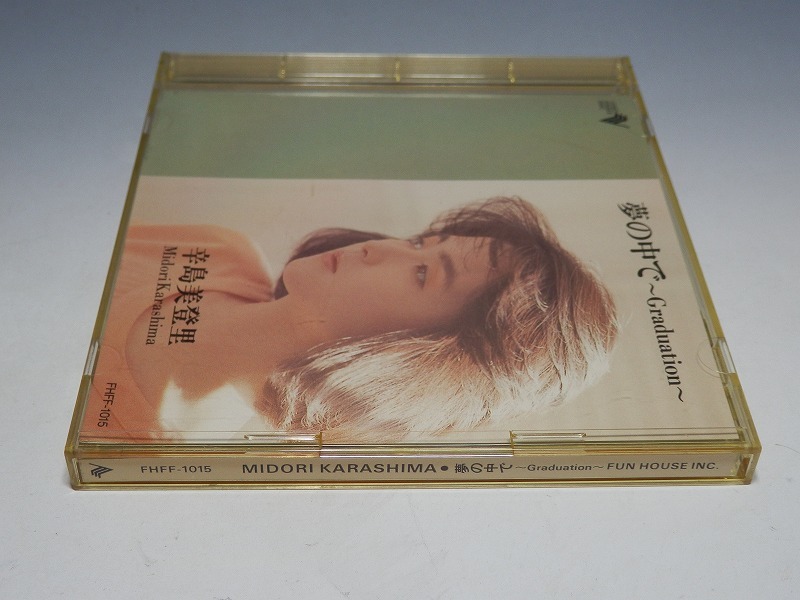 夢の中で～Graduation～
辛島美登里
Midori Karashima
FHFF-1015
FHFF-1015 MIDORI KARASHIMA • 夢の中で ～Graduation～ FUN HOUSE INC.